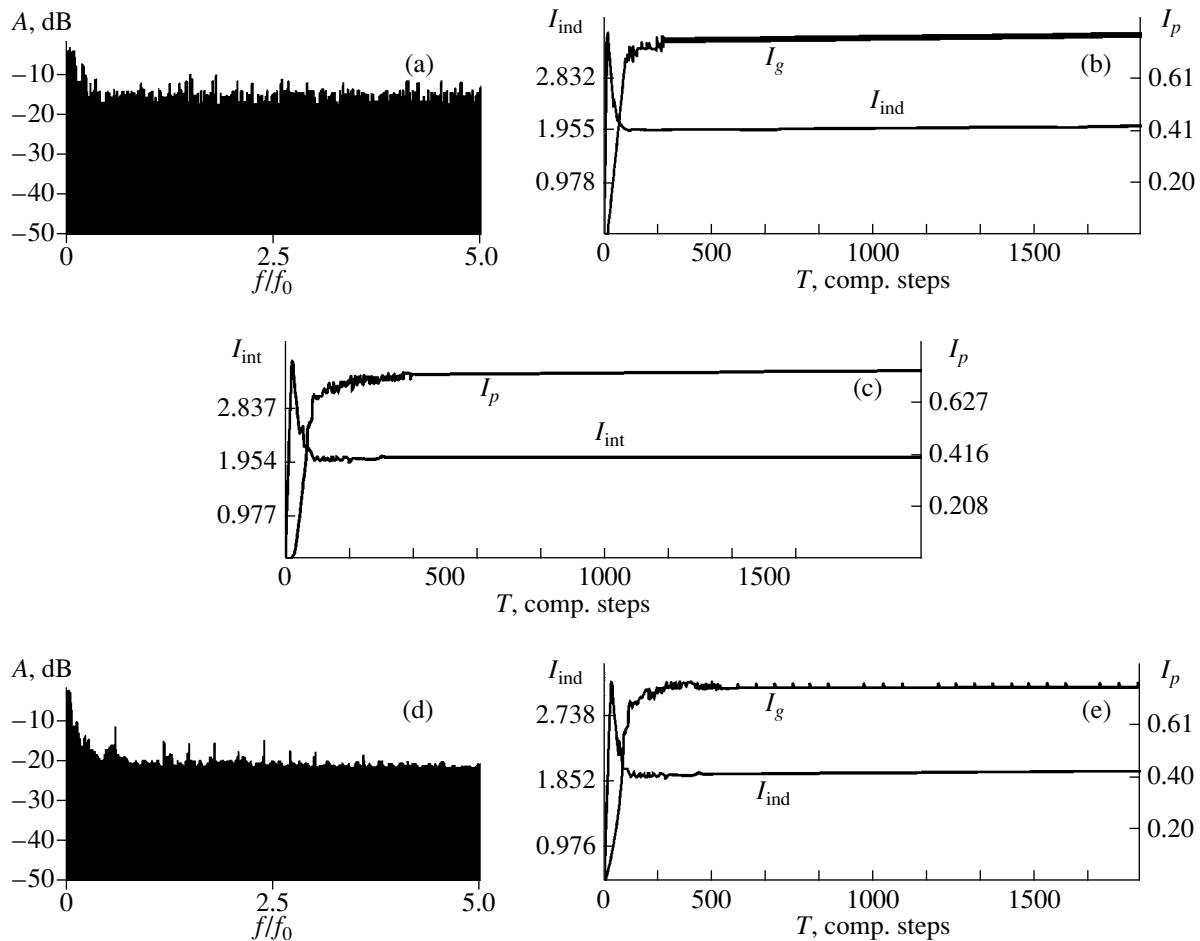 A, dB
(a)
−10
−20
−30
−40
−50
0 2.5 5.0
f/f0
Iind Ip
(b)
Ig
2.832 0.61
Iind
1.955 0.41
0.978 0.20
0 500 1000 1500
T, comp. steps
Iint Ip
(c)
Ip
2.837 0.627
Iint
1.954 0.416
0.977 0.208
0 500 1000 1500
T, comp. steps
A, dB
(d)
−10
−20
−30
−40
−50
0 2.5 5.0
f/f0
Iind Ip
(e)
Ig
2.738 0.61
1.852 0.40
Iind
0.976 0.20
0 500 1000 1500
T, comp. steps